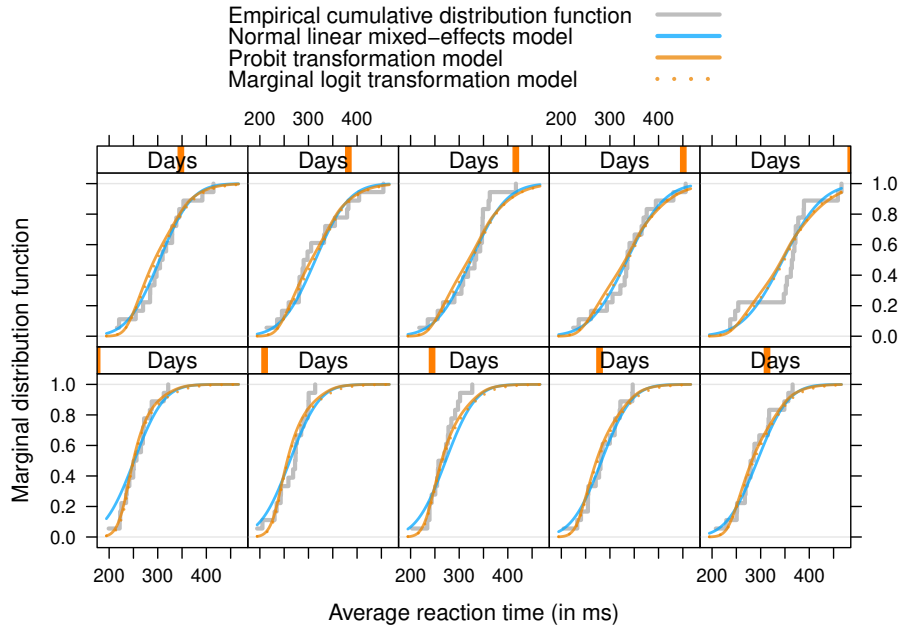 Empirical cumulative distribution function
Normal linear mixed−effects model
Probit transformation model
Marginal logit transformation model
200 300 400 200 300 400
Days Days Days Days Days
1.0
0.8
0.6
0.4
0.2
0.0
Days Days Days Days Days
1.0
0.8
0.6
0.4
0.2
0.0
200 300 400 200 300 400 200 300 400
Marginal distribution function
Average reaction time (in ms)